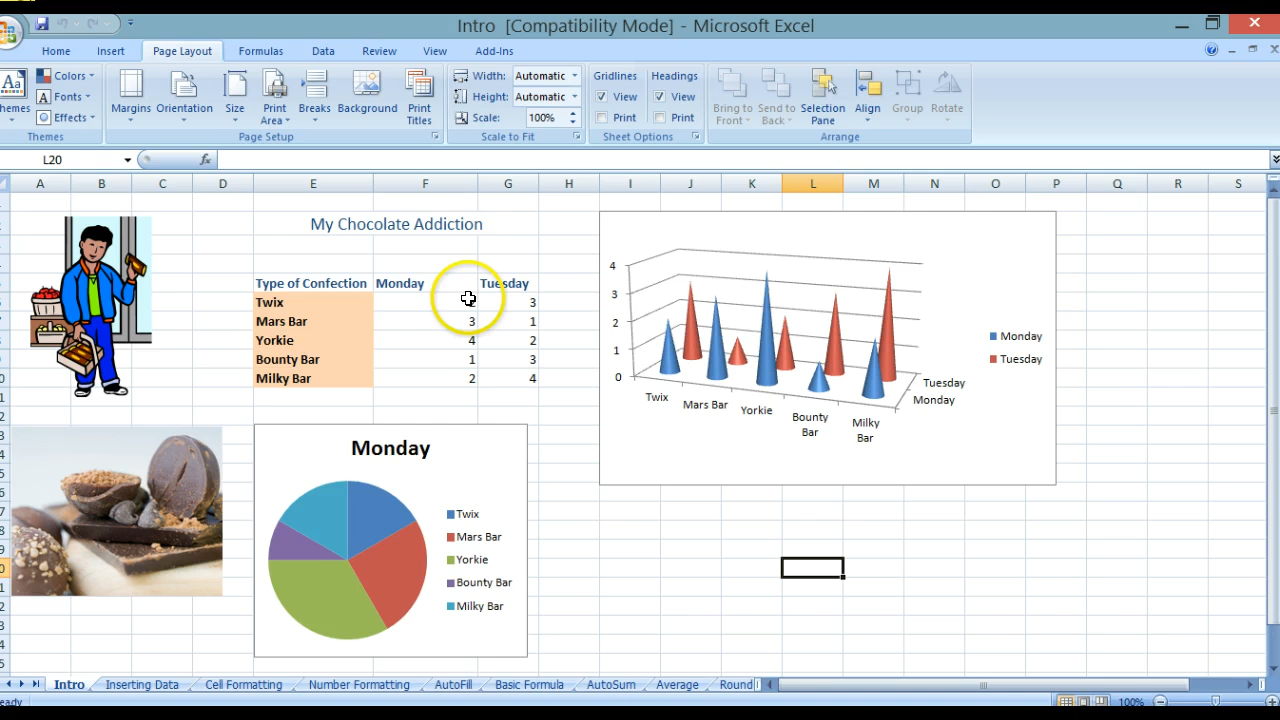 Intro [Compatibility Mode] - Microsoft Excel
Home Insert Page Layout Formulas Data Review View Add-Ins
Colors
Fonts
Effects
Themes
Margins Orientation Size Print Area Breaks Background Print Titles
Page Setup
Width: Automatic
Height: Automatic
Scale: 100%
Scale to Fit
Gridlines Headings
View View
Print Print
Sheet Options
Bring to Front Send to Back Selection Pane Align Group Rotate
Arrange
L20 fx
A B C D E F G H I J K L M N O P Q R S
My Chocolate Addiction
Type of Confection Monday Tuesday
Twix 3
Mars Bar 3 1
Yorkie 4 2
Bounty Bar 1 3
Milky Bar 2 4
4
3
2
1
0
Twix Mars Bar Yorkie Bounty Bar Milky Bar
Tuesday
Monday
Monday
Tuesday
Monday
Twix
Mars Bar
Yorkie
Bounty Bar
Milky Bar
Intro Inserting Data Cell Formatting Number Formatting AutoFill Basic Formula AutoSum Average Round
100%